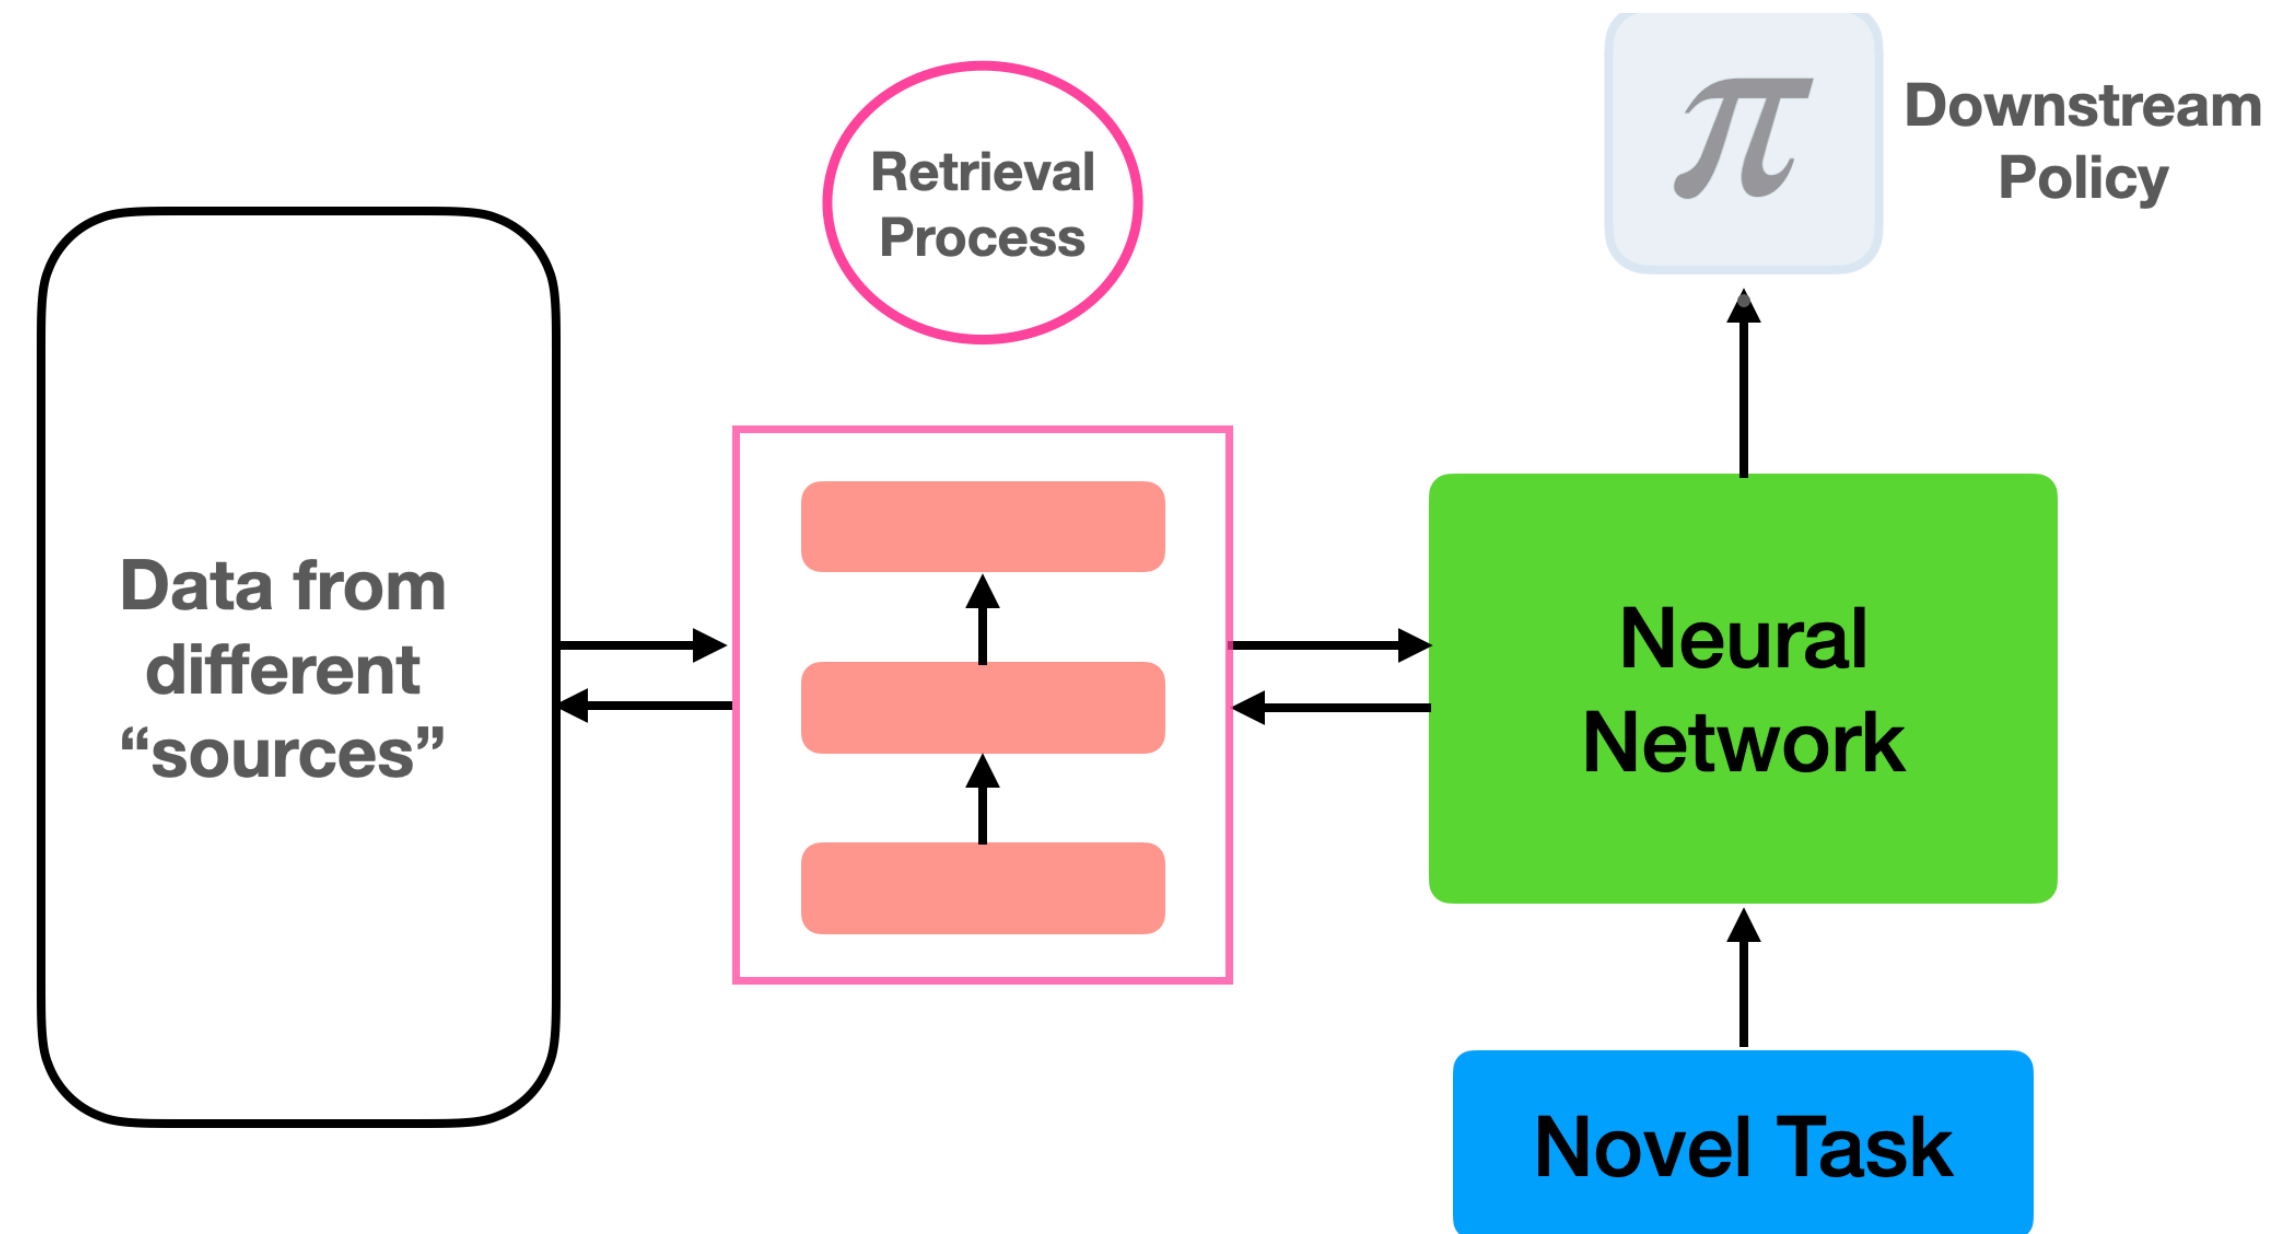 Retrieval
Process
π
Downstream
Policy
Data from
different
“sources”
Neural
Network
Novel Task